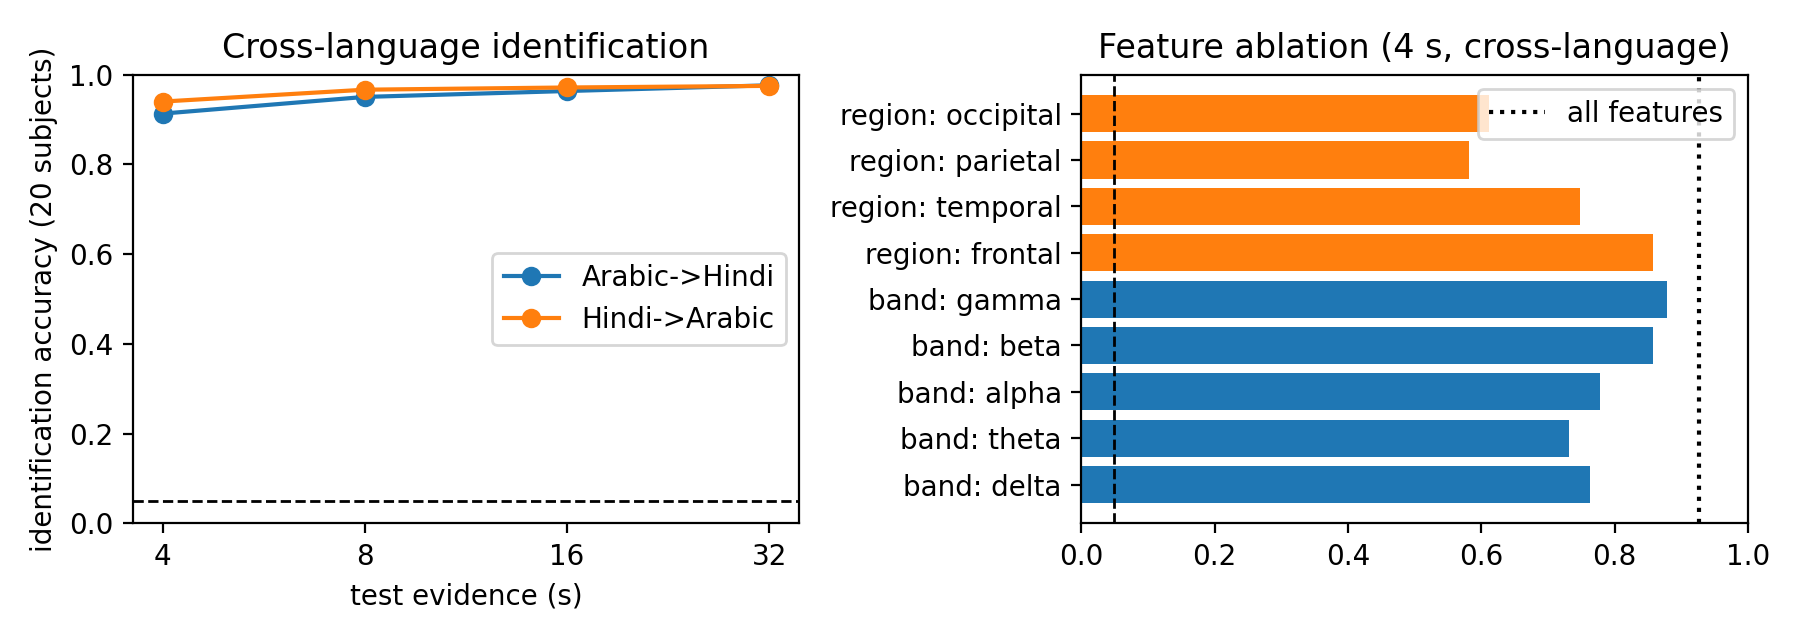 Cross-language identification
identification accuracy (20 subjects)
1.0
0.8
0.6
0.4
0.2
0.0
Arabic->Hindi
Hindi->Arabic
4 8 16 32
test evidence (s)
Feature ablation (4 s, cross-language)
all features
region: occipital
region: parietal
region: temporal
region: frontal
band: gamma
band: beta
band: alpha
band: theta
band: delta
0.0 0.2 0.4 0.6 0.8 1.0